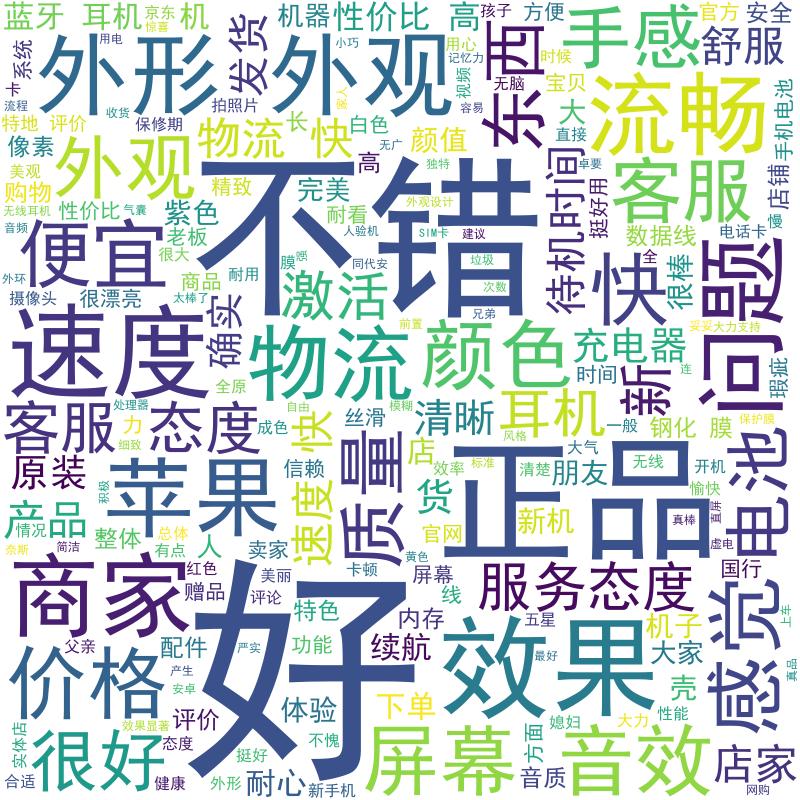 蓝牙
耳机
京东
惊喜
机
机器
性价比
高
孩子
方便
官方
安全
系统
卡
用电
外形
发货
外观
小巧
用心
记忆力
视频
东西
无脑
时候
手感
舒服
流程
收货
拍照片
家人
容易
宝贝
大
流畅
手机电池
特地
评价
保修期
物流
快
长
白色
无广
颜值
直接
像素
外观
高
独特
待机时间
卓要
客服
店铺
美观
购物
精致
不错
完美
挺好用
无线耳机
性价比
气囊
紫色
耐看
外观设计
音频
老板
人验机
SIM卡
建议
数据线
电话卡
慢
便宜
很大
膜
垃圾
快
全
很棒
问题
外环
商品
耐用
同代安
次数
摄像头
很漂亮
太棒了
激活
兄弟
速度
确实
物流
前置
颜色
充电器
妥妥大力支持
全原
时间
新
连
瑕疵
客服
处理器
态度
快
自由
模糊
清晰
耳机
一般
钢化
膜
保护膜
力
细致
成色
丝滑
风格
大气
电池
原装
苹果
信赖
质量
店
效率
标准
清楚
朋友
无线
开机
愉快
积极
速度
货
正品
真棒
直屏
产品
情况
整体
总体
人
官网
新机
虚电
奈斯
简洁
有点
卖家
黄色
商家
红色
美丽
卡顿
屏幕
服务态度
国行
赠品
评论
好
特色
线
内存
五星
机子
感觉
上年
父亲
配件
严实
功能
续航
效果
大家
价格
产生
最好
真品
安卓
体验
下单
壳
效果显著
评价
媳妇
大力
性能
实体店
很好
态度
挺好
不愧
屏幕
方面
音效
店家
合适
健康
外形
耐心
新手机
音质
网购